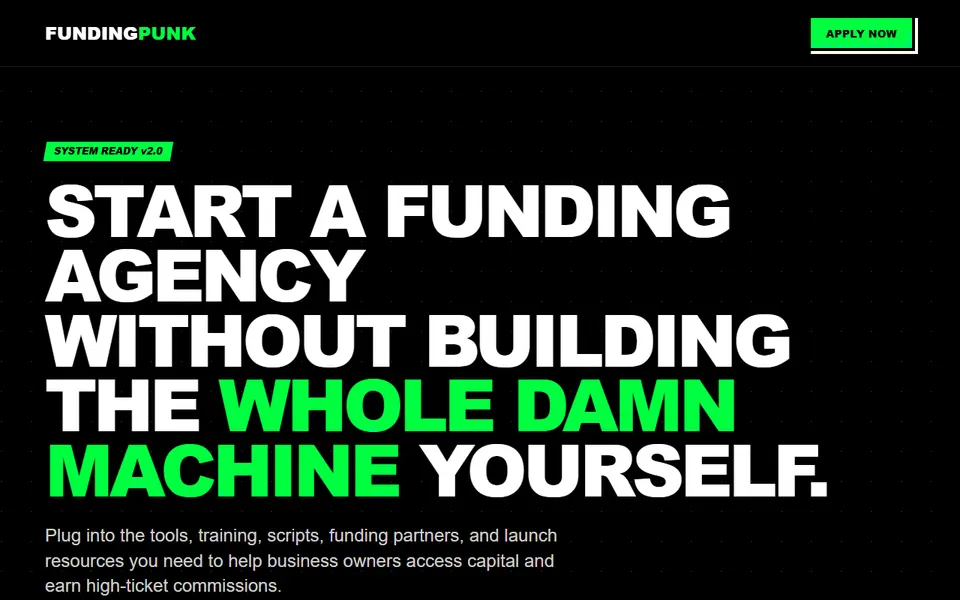 FUNDINGPUNK
APPLY NOW
SYSTEM READY v2.0
START A FUNDING
AGENCY
WITHOUT BUILDING
THE WHOLE DAMN
MACHINE YOURSELF.
Plug into the tools, training, scripts, funding partners, and launch
resources you need to help business owners access capital and
earn high-ticket commissions.